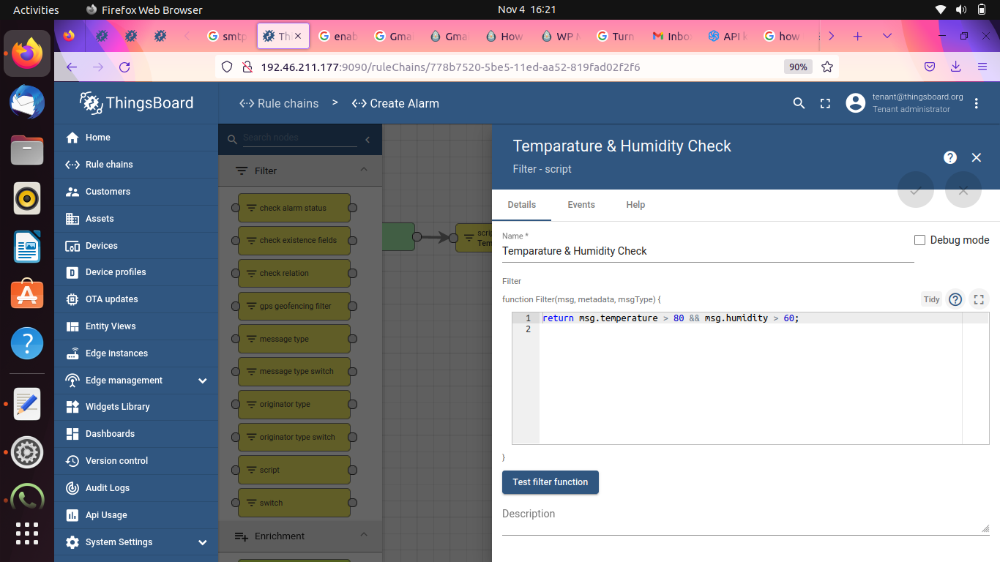 Activities
Firefox Web Browser
Nov 4 16:21
smtp
Th
enab
Gmai
Gmai
How
WP M
Turn
Inbo
API k
how
192.46.211.177:9090/ruleChains/778b7520-5be5-11ed-aa52-819fad02f2f6
90%
ThingsBoard
Rule chains > Create Alarm
tenant@thingsboard.org
Tenant administrator
Home
Rule chains
Customers
Assets
Devices
Device profiles
OTA updates
Entity Views
Edge instances
Edge management
Widgets Library
Dashboards
Version control
Audit Logs
Api Usage
System Settings
Search nodes
Filter
check alarm status
check existence fields
check relation
gps geofencing filter
message type
message type switch
originator type
originator type switch
script
switch
Enrichment
scrip
Tem
Temparature & Humidity Check
Filter - script
Details
Events
Help
Name *
Temparature & Humidity Check
Debug mode
Filter
function Filter(msg, metadata, msgType) {
Tidy
1 return msg.temperature > 80 && msg.humidity > 60;
2
}
Test filter function
Description